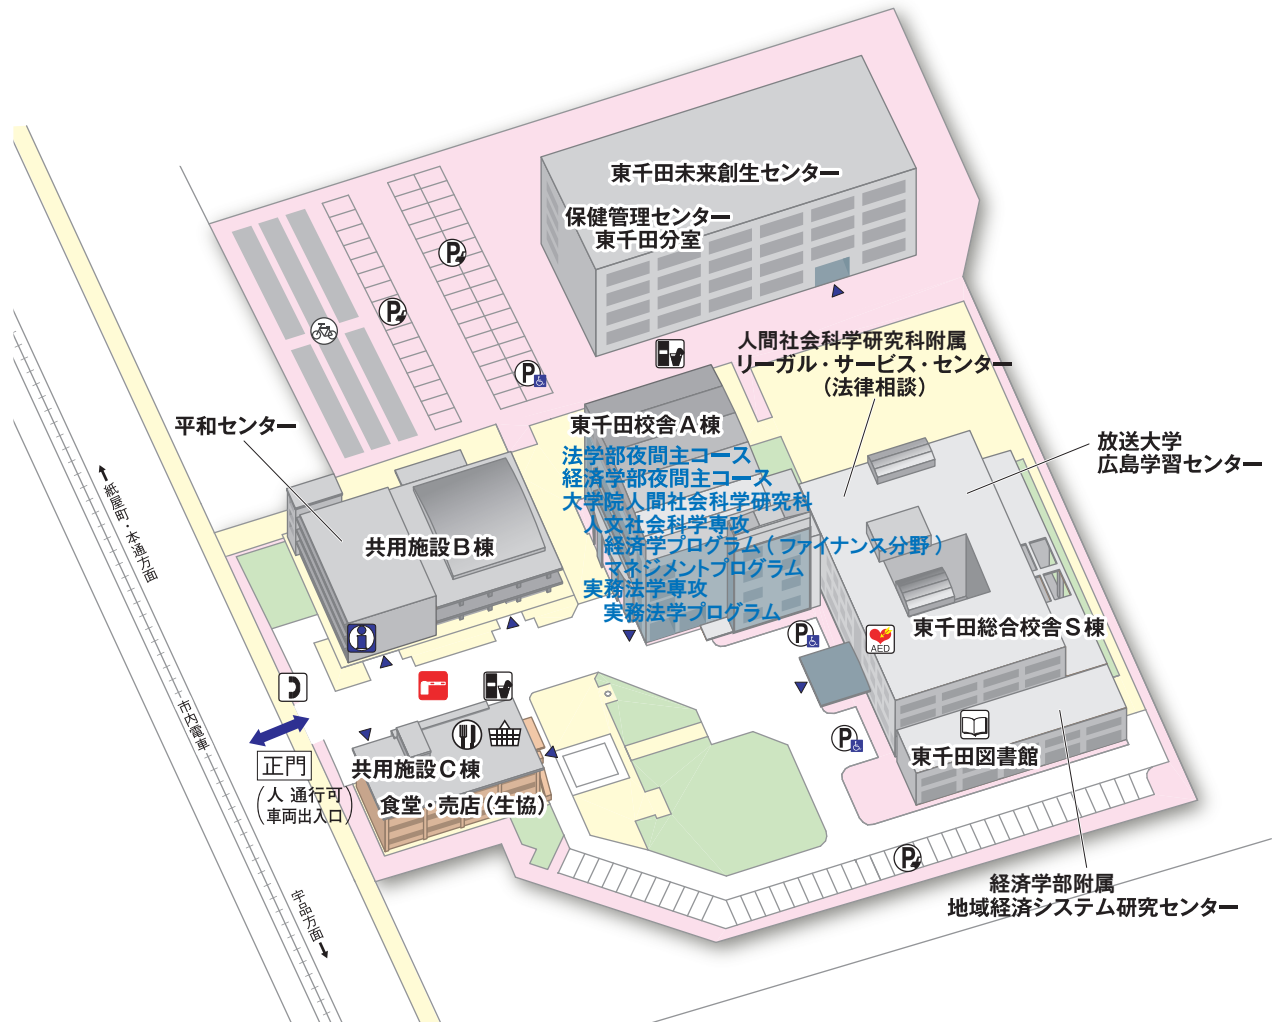 東千田未来創生センター
保健管理センター
東千田分室
P
P
P
人間社会科学研究科附属
リーガル・サービス・センター
（法律相談）
平和センター
東千田校舎A棟
法学部夜間主コース
経済学部夜間主コース
大学院人間社会科学研究科
人文社会科学専攻
経済学プログラム(ファイナンス分野)
マネジメントプログラム
実務法学専攻
実務法学プログラム
放送大学
広島学習センター
紙屋町・本通方面
共用施設B棟
P
AED
東千田総合校舎S棟
市内電車
正門
(人 通行可
車両出入口)
共用施設C棟
食堂・売店(生協)
P
東千田図書館
P
経済学部附属
地域経済システム研究センター
宇品方面